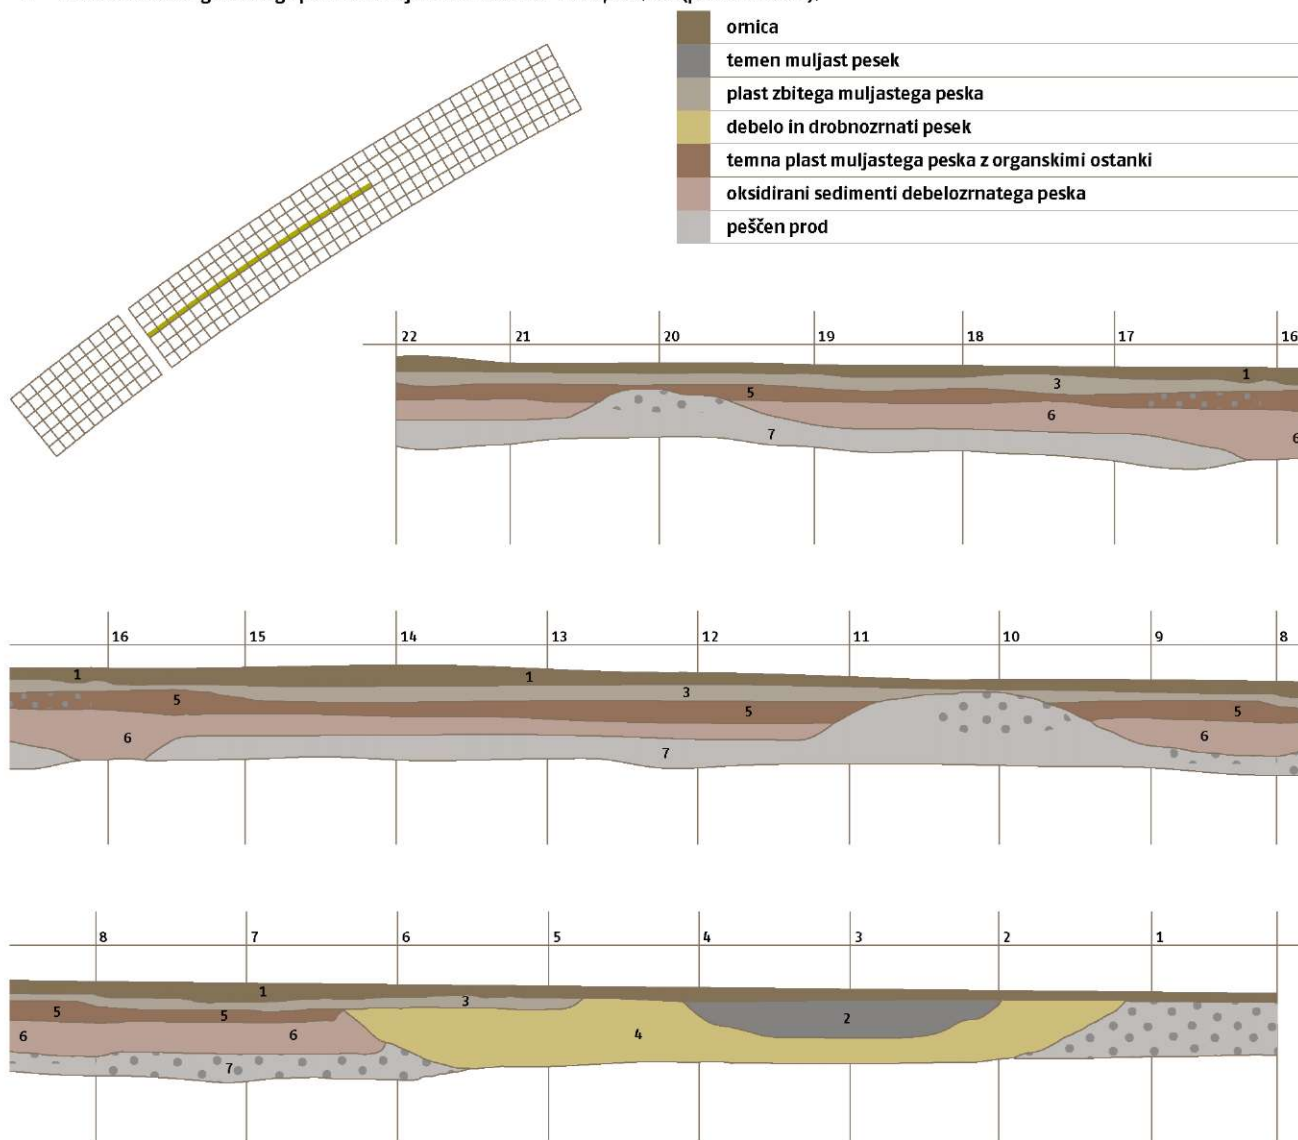 ornica
temen muljast pesek
plast zbitega muljastega peska
debelo in drobnozrnati pesek
temna plast muljastega peska z organskimi ostanki
oksidirani sedimenti debelozrnatega peska
peščen prod
22 21 20 19 18 17 16
1
3
5
6
6
7
16 15 14 13 12 11 10 9 8
1 1
3
5 5 5
6 6
7
8 7 6 5 4 3 2 1
1
3
5 5
2
6 6 4
7